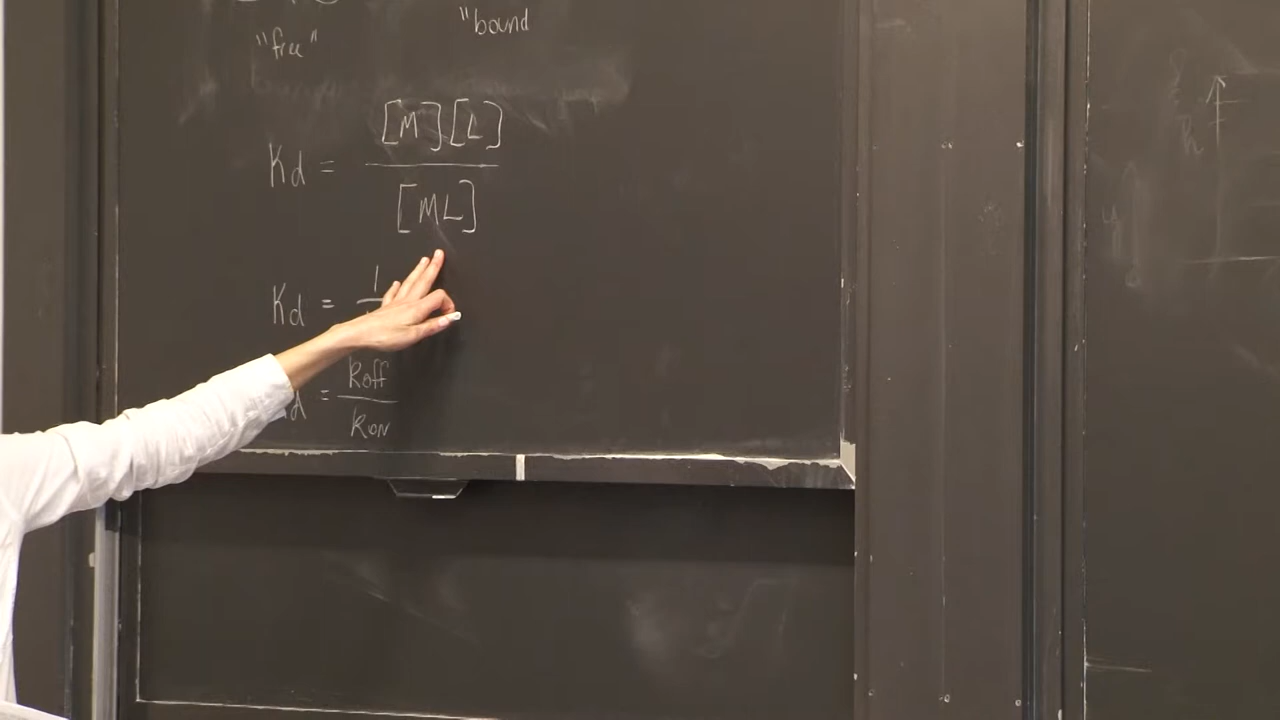 "free" "bound
Kd = [M][L] / [ML]
Kd = 1
d = koff / kon